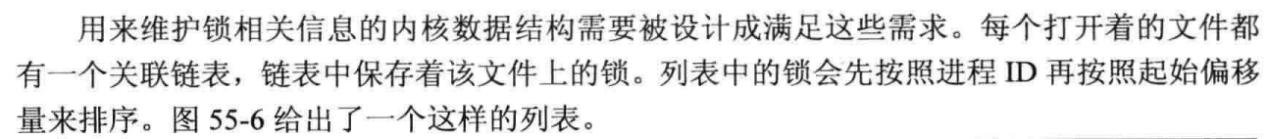 用来维护锁相关信息的内核数据结构需要被设计成满足这些需求。每个打开着的文件都
有一个关联链表，链表中保存着该文件上的锁。列表中的锁会先按照进程 ID 再按照起始偏移
量来排序。图 55-6 给出了一个这样的列表。